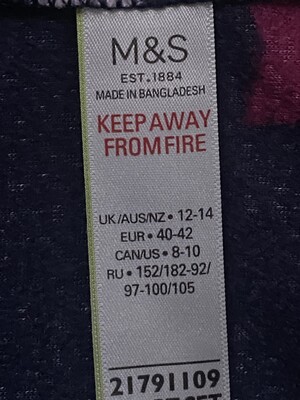 M&S
EST. 1884
MADE IN BANGLADESH
KEEP AWAY
FROM FIRE
UK/AUS/NZ • 12-14
EUR • 40-42
CAN/US • 8-10
RU • 152/182-92/
97-100/105
21791109